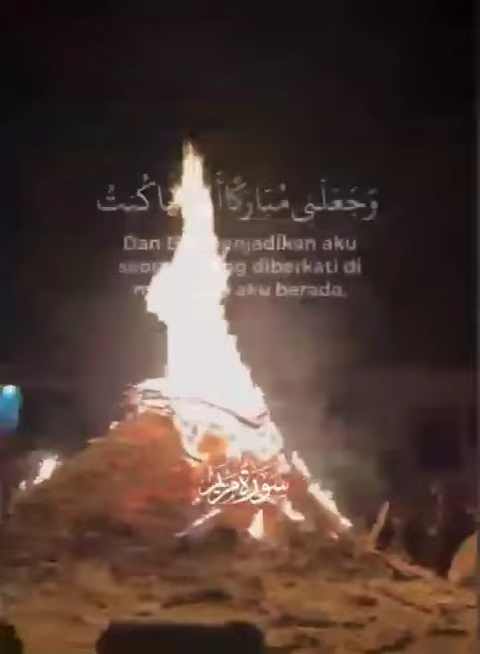 وَجَعَلَنِي مُبَارَكًا كُنتُ
Dan aku
diberkati di
aku berada.
سورة مريم